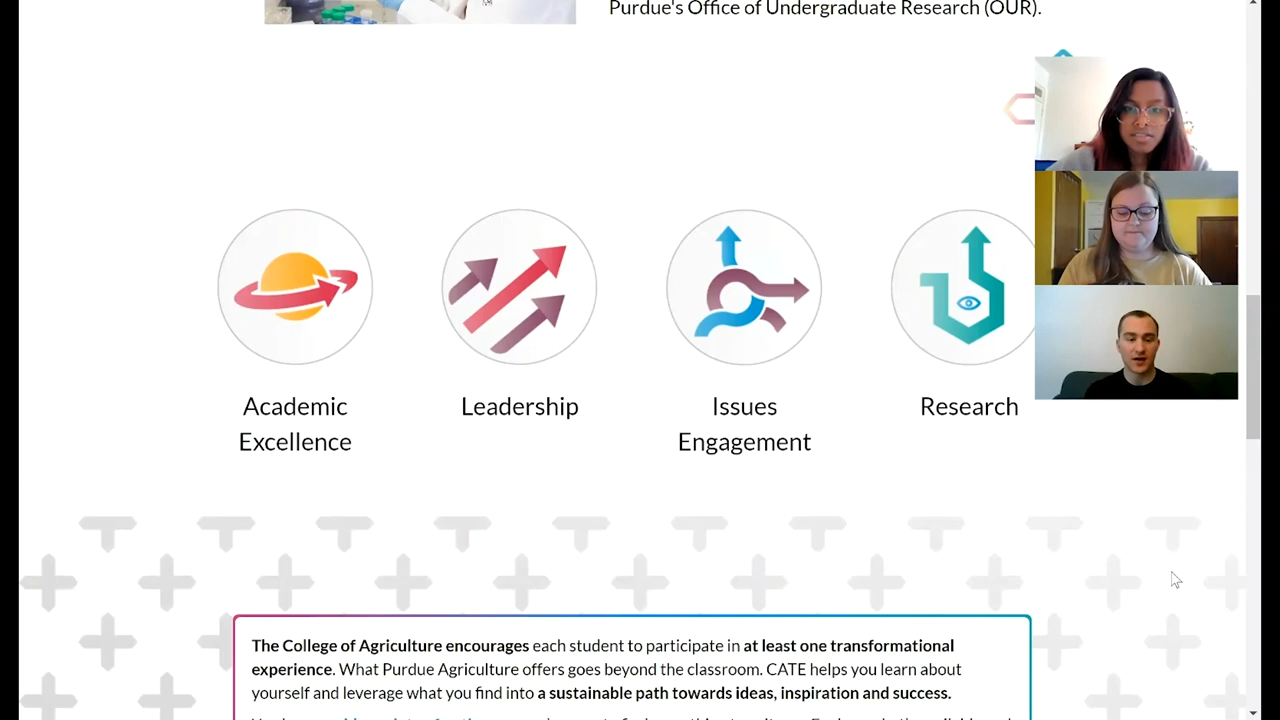 Purdue's Office of Undergraduate Research (OUR).
Academic
Excellence
Leadership
Issues
Engagement
Research
The College of Agriculture encourages each student to participate in at least one transformational
experience. What Purdue Agriculture offers goes beyond the classroom. CATE helps you learn about
yourself and leverage what you find into a sustainable path towards ideas, inspiration and success.